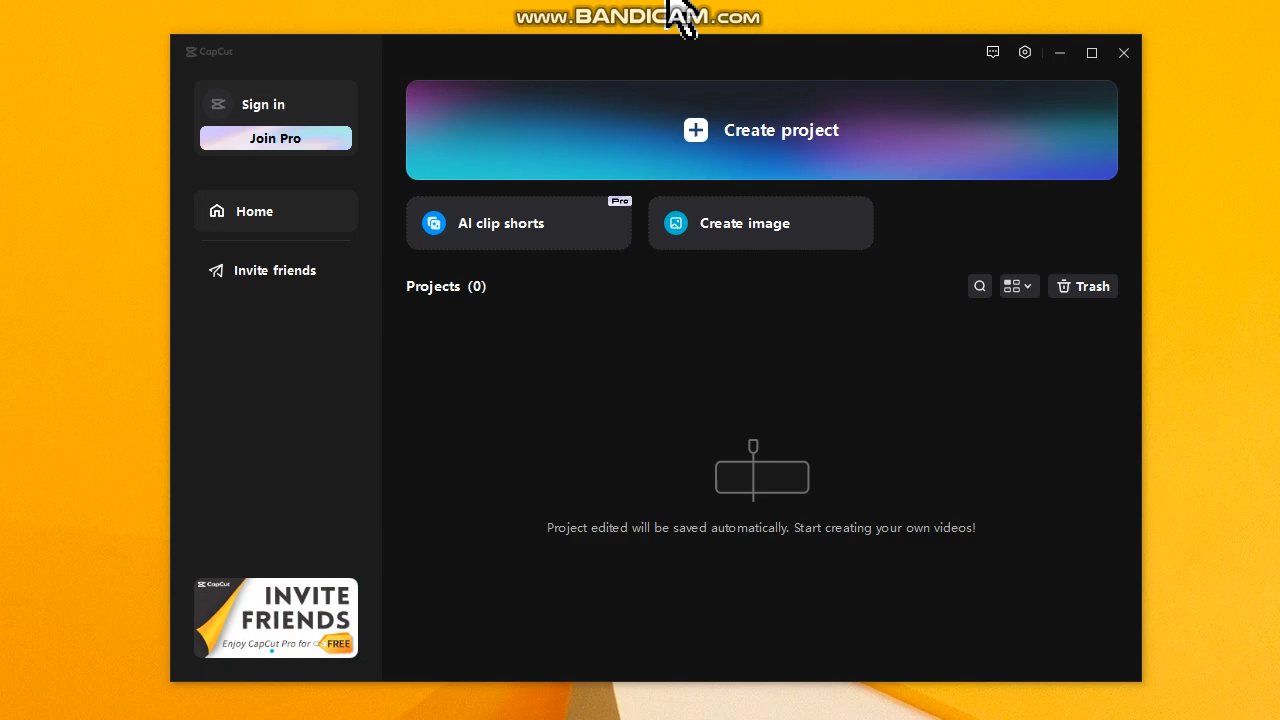 www.BANDICAM.com
CapCut
Sign in
Join Pro
Home
Invite friends
Create project
AI clip shorts
Pro
Create image
Projects (0)
Trash
Project edited will be saved automatically. Start creating your own videos!
CapCut
INVITE
FRIENDS
Enjoy CapCut Pro for FREE